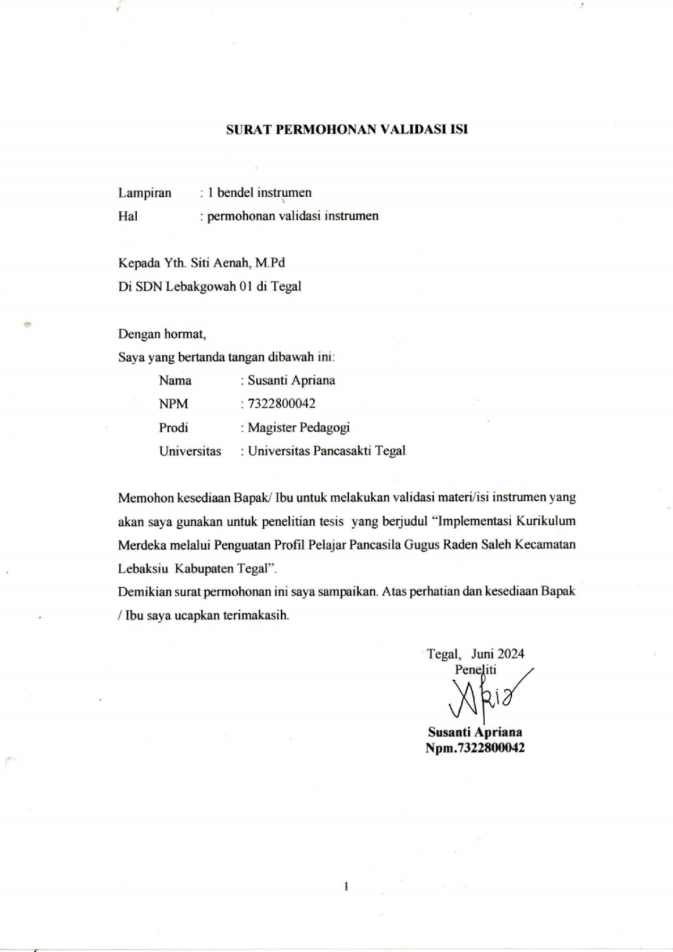 SURAT PERMOHONAN VALIDASI ISI
Lampiran : 1 bendel instrumen
Hal : permohonan validasi instrumen
Kepada Yth. Siti Aenah, M.Pd
Di SDN Lebakgowah 01 di Tegal
Dengan hormat,
Saya yang bertanda tangan dibawah ini:
Nama : Susanti Apriana
NPM : 7322800042
Prodi : Magister Pedagogi
Universitas : Universitas Pancasakti Tegal
Memohon kesediaan Bapak/ Ibu untuk melakukan validasi materi/isi instrumen yang
akan saya gunakan untuk penelitian tesis yang berjudul “Implementasi Kurikulum
Merdeka melalui Penguatan Profil Pelajar Pancasila Gugus Raden Saleh Kecamatan
Lebaksiu Kabupaten Tegal”.
Demikian surat permohonan ini saya sampaikan. Atas perhatian dan kesediaan Bapak
/ Ibu saya ucapkan terimakasih.
Tegal, Juni 2024
Peneliti
Susanti Apriana
Npm.7322800042
1